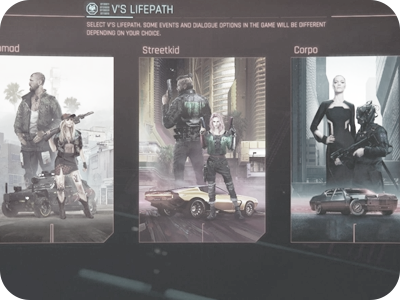 V'S LIFEPATH
SELECT V'S LIFEPATH. SOME EVENTS AND DIALOGUE OPTIONS IN THE GAME WILL BE DIFFERENT
DEPENDING ON YOUR CHOICE.
omad Streetkid Corpo